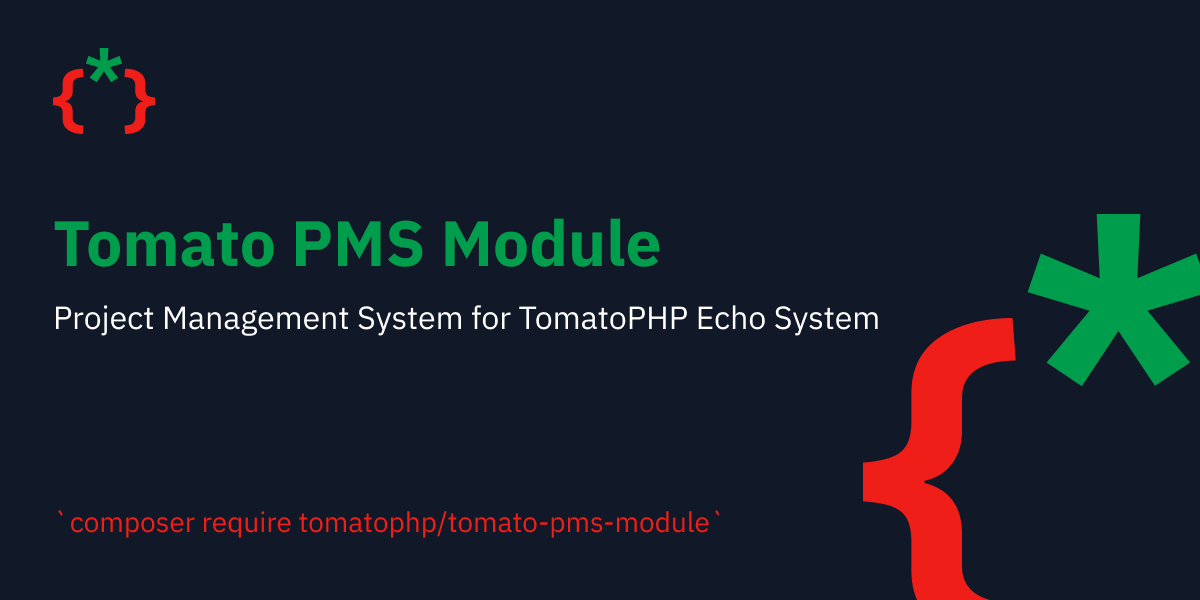 {*}
Tomato PMS Module
Project Management System for TomatoPHP Echo System
`composer require tomatophp/tomato-pms-module`